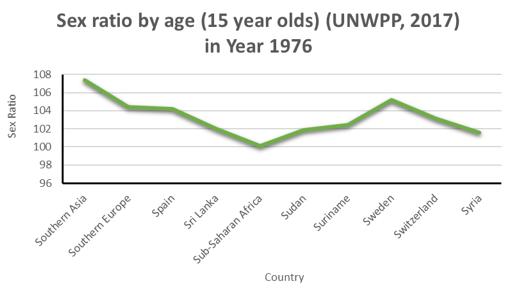 Sex ratio by age (15 year olds) (UNWPP, 2017)
in Year 1976
108
106
104
102
100
98
96
Sex Ratio
Southern Asia
Southern Europe
Spain
Sri Lanka
Sub-Saharan Africa
Sudan
Suriname
Sweden
Switzerland
Syria
Country